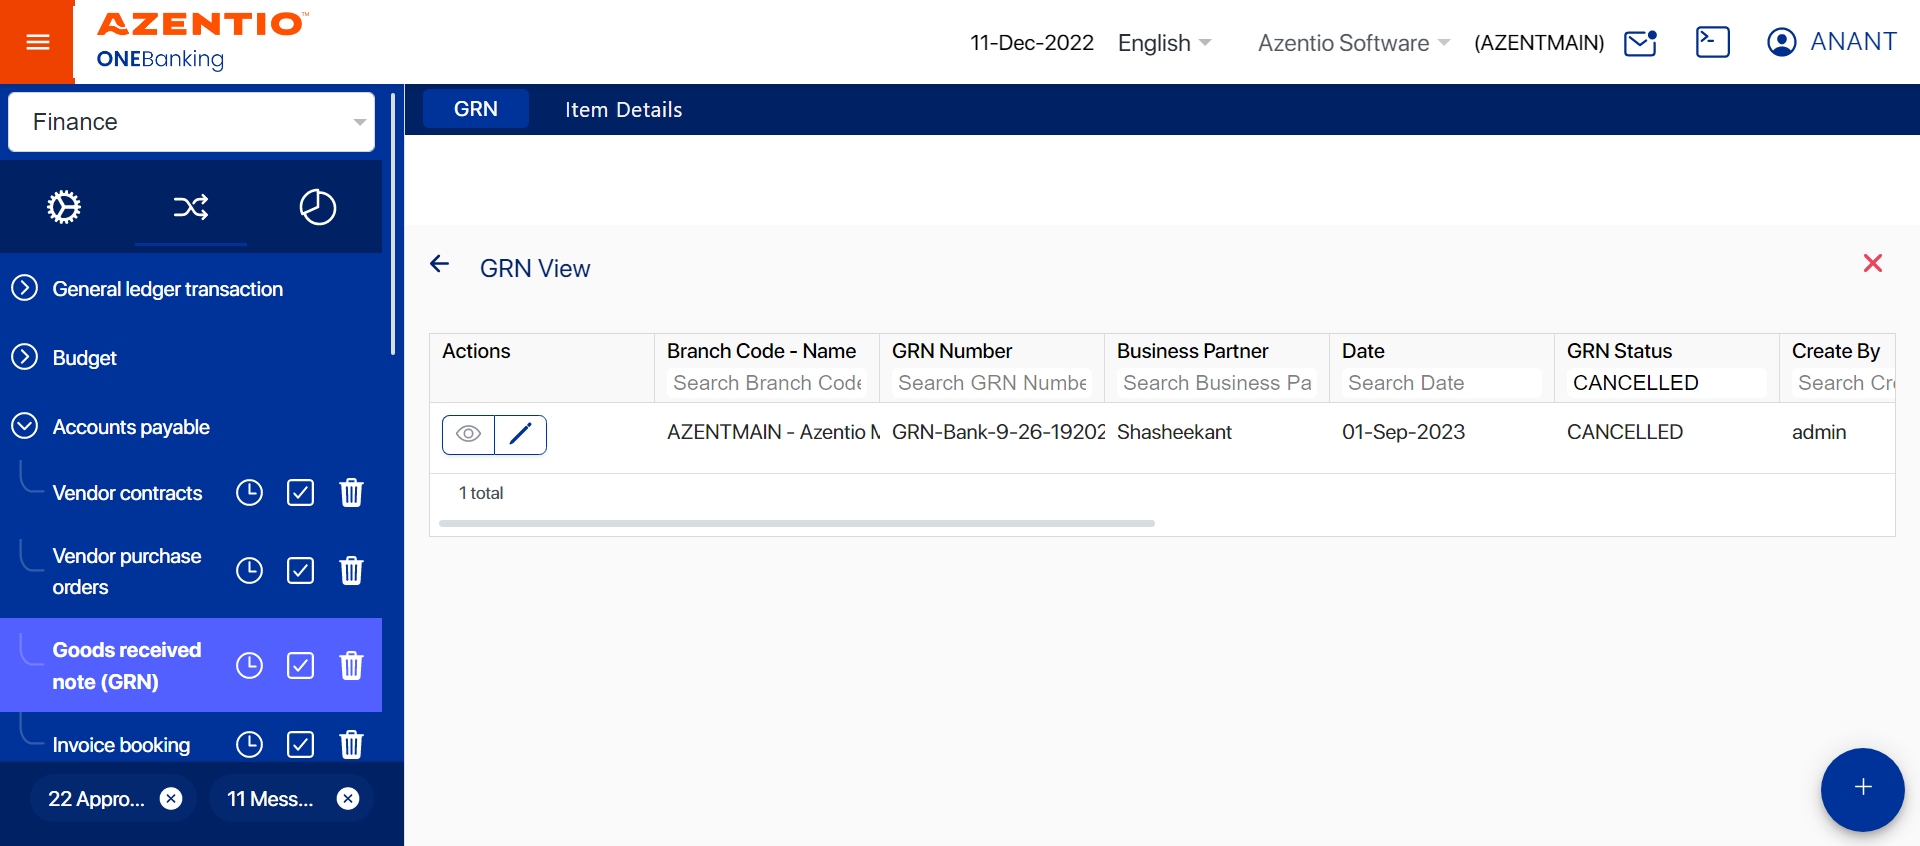 AZENTIO™
ONEBanking
11-Dec-2022
English
Azentio Software
(AZENTMAIN)
ANANT
Finance
GRN
Item Details
General ledger transaction
Budget
Accounts payable
Vendor contracts
Vendor purchase
orders
Goods received
note (GRN)
Invoice booking
22 Appro...
11 Mess...
GRN View
Actions
Branch Code - Name
GRN Number
Business Partner
Date
GRN Status
Create By
Search Branch Code
Search GRN Numbe
Search Business Pa
Search Date
CANCELLED
Search Cre
AZENTMAIN - Azentio M
GRN-Bank-9-26-19202
Shasheekant
01-Sep-2023
CANCELLED
admin
1 total